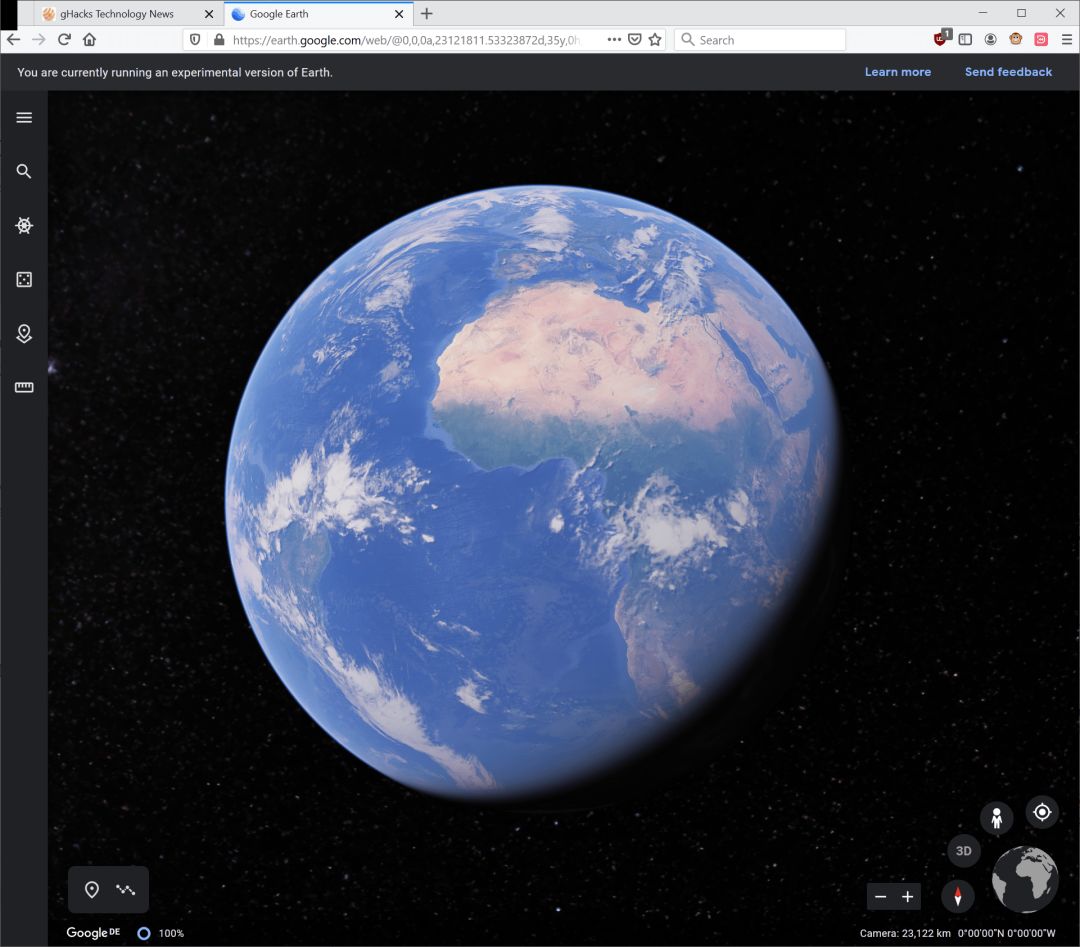 gHacks Technology News
Google Earth
https://earth.google.com/web/@0,0,0a,23121811.53323872d,35y,0h,
Search
1
You are currently running an experimental version of Earth.
Learn more
Send feedback
3D
Google DE
100%
Camera: 23,122 km 0°00'00"N 0°00'00"W